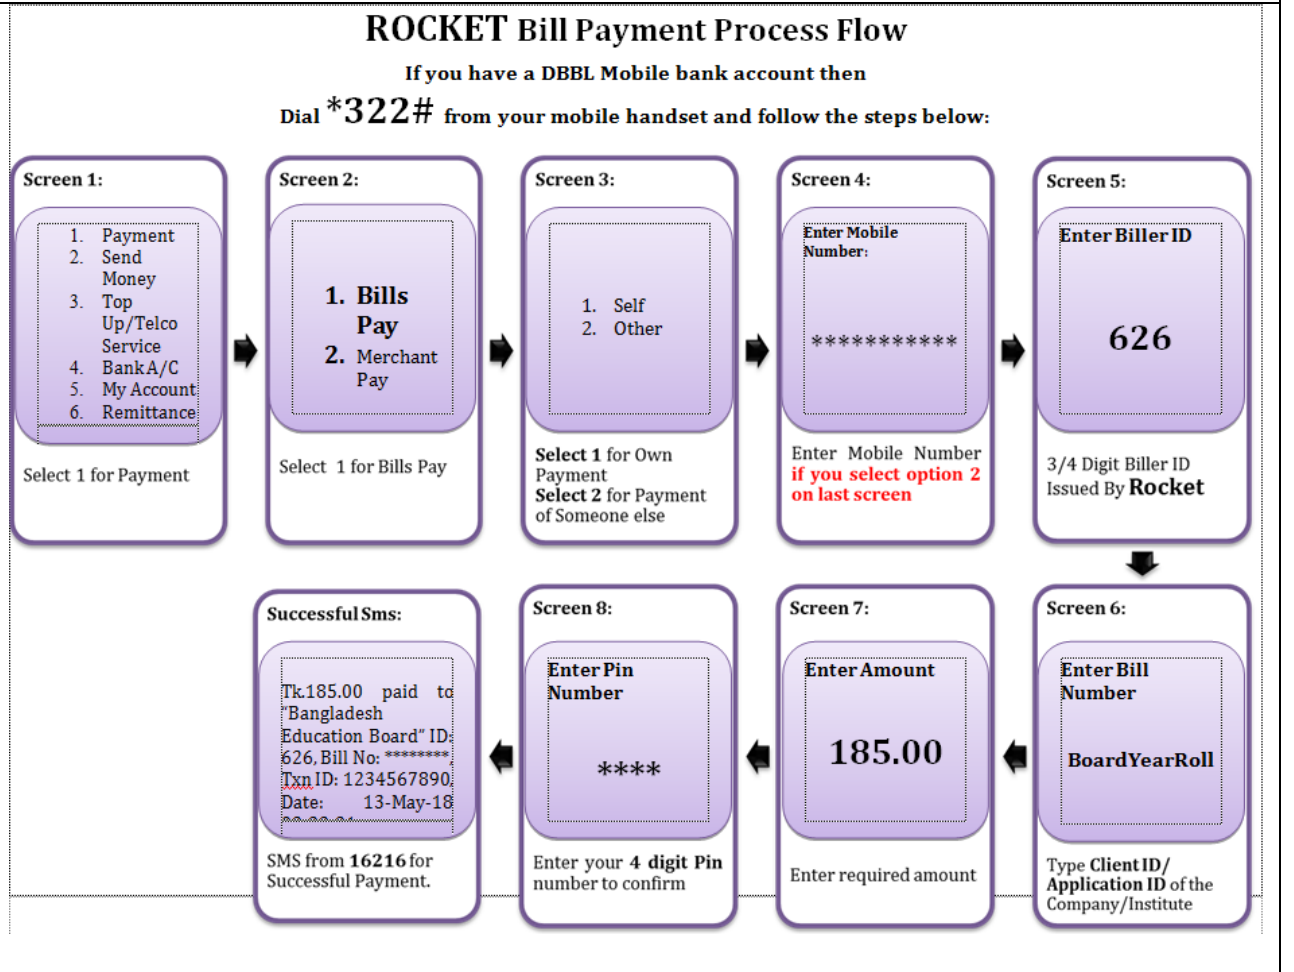 ROCKET Bill Payment Process Flow
If you have a DBBL Mobile bank account then
Dial *322# from your mobile handset and follow the steps below:
Screen 1:
1. Payment
2. Send
Money
3. Top
Up/Telco
Service
4. Bank A/C
5. My Account
6. Remittance
Select 1 for Payment
Screen 2:
1. Bills
Pay
2. Merchant
Pay
Select 1 for Bills Pay
Screen 3:
1. Self
2. Other
Select 1 for Own
Payment
Select 2 for Payment
of Someone else
Screen 4:
Enter Mobile
Number:
***********
Enter Mobile Number
if you select option 2
on last screen
Screen 5:
Enter Biller ID
626
3/4 Digit Biller ID
Issued By Rocket
Screen 6:
Enter Bill
Number
BoardYearRoll
Type Client ID/
Application ID of the
Company/Institute
Screen 7:
Enter Amount
185.00
Enter required amount
Screen 8:
Enter Pin
Number
****
Enter your 4 digit Pin
number to confirm
Successful Sms:
Tk.185.00 paid to
"Bangladesh
Education Board" ID:
626, Bill No: ********,
Txn ID: 1234567890,
Date: 13-May-18
SMS from 16216 for
Successful Payment.